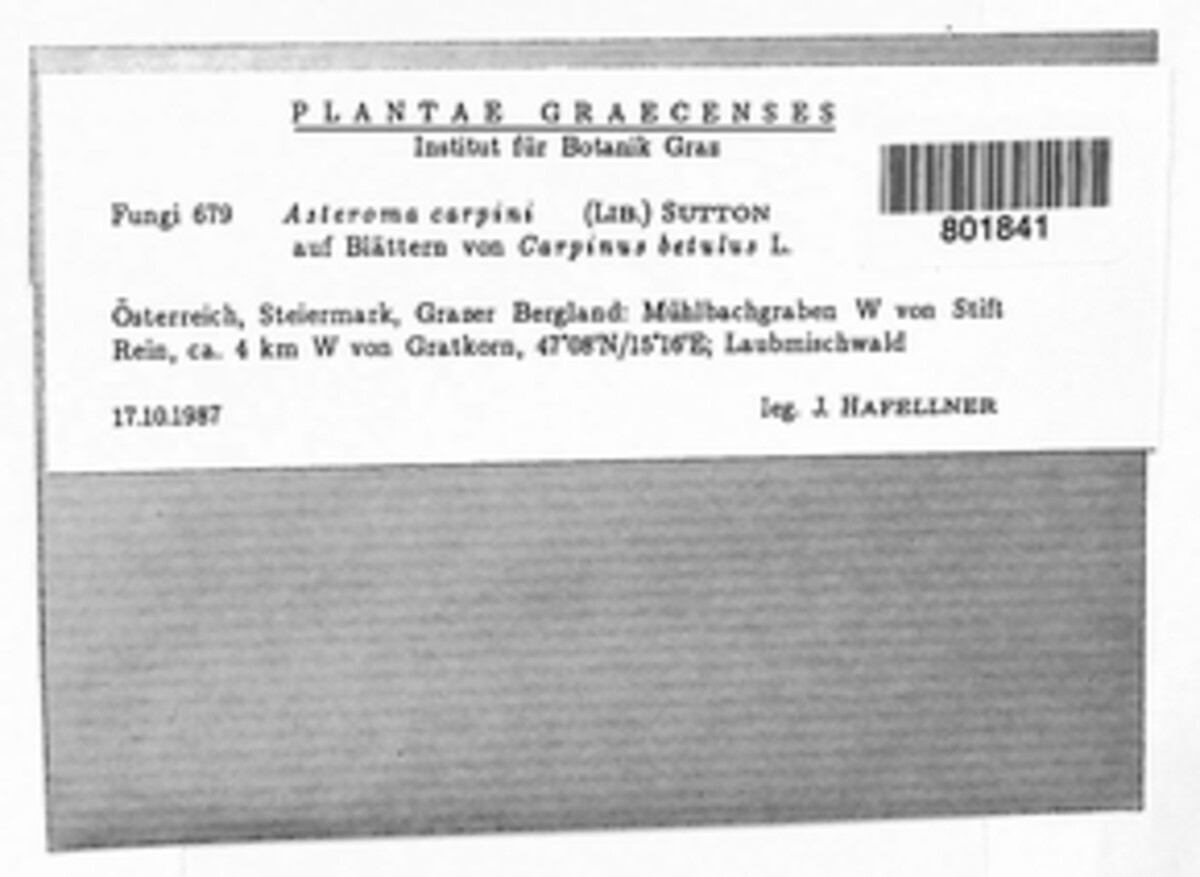 PLANTAE GRAECENSES
Institut für Botanik Graz
801841
Fungi 679 Asteroma carpini (LIB.) SUTTON
auf Blättern von Carpinus betulus L.
Österreich, Steiermark, Grazer Bergland: Mühlbachgraben W von Stift
Rein, ca. 4 km W von Gratkorn, 47°08'N/15°16'E; Laubmischwald
17.10.1987 leg. J. HAFELLNER